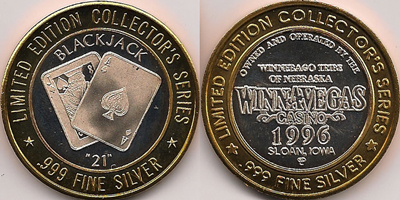 LIMITED EDITION COLLECTOR'S SERIES
BLACKJACK
A
"21"
.999 FINE SILVER
LIMITED EDITION COLLECTOR'S SERIES
OWNED AND OPERATED BY THE
WINNEBAGO TRIBE
OF NEBRASKA
WINNAVEGAS
CASINO
1996
SLOAN, IOWA
.999 FINE SILVER